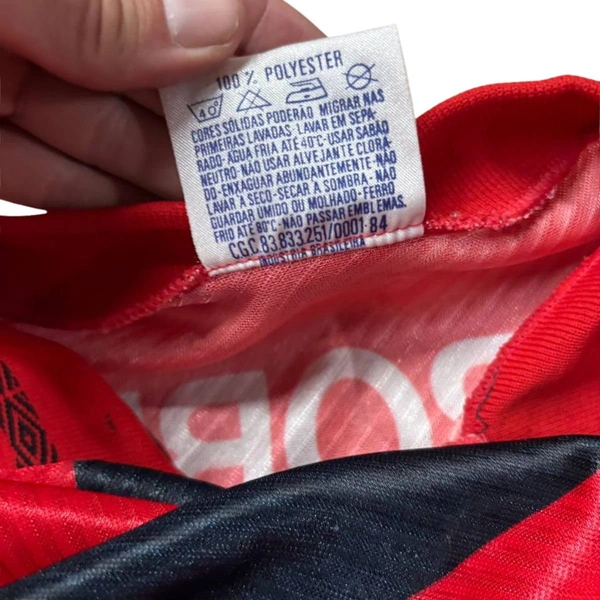 100 % POLYESTER
40°
CORES SÓLIDAS PODERÃO MIGRAR NAS
PRIMEIRAS LAVADAS-LAVAR EM SEPA-
RADO-ÁGUA FRIA ATÉ 40°C-USAR SABÃO
NEUTRO-NÃO USAR ALVEJANTE CLORA-
DO-ENXAGUAR ABUNDANTEMENTE-NÃO
LAVAR À SECO-SECAR À SOMBRA-NÃO
GUARDAR ÚMIDO OU MOLHADO-FERRO
FRIO ATÉ 80°C-NÃO PASSAR EMBLEMAS.
C.G.C. 83.833.251/0001-84
INDÚSTRIA BRASILEIRA